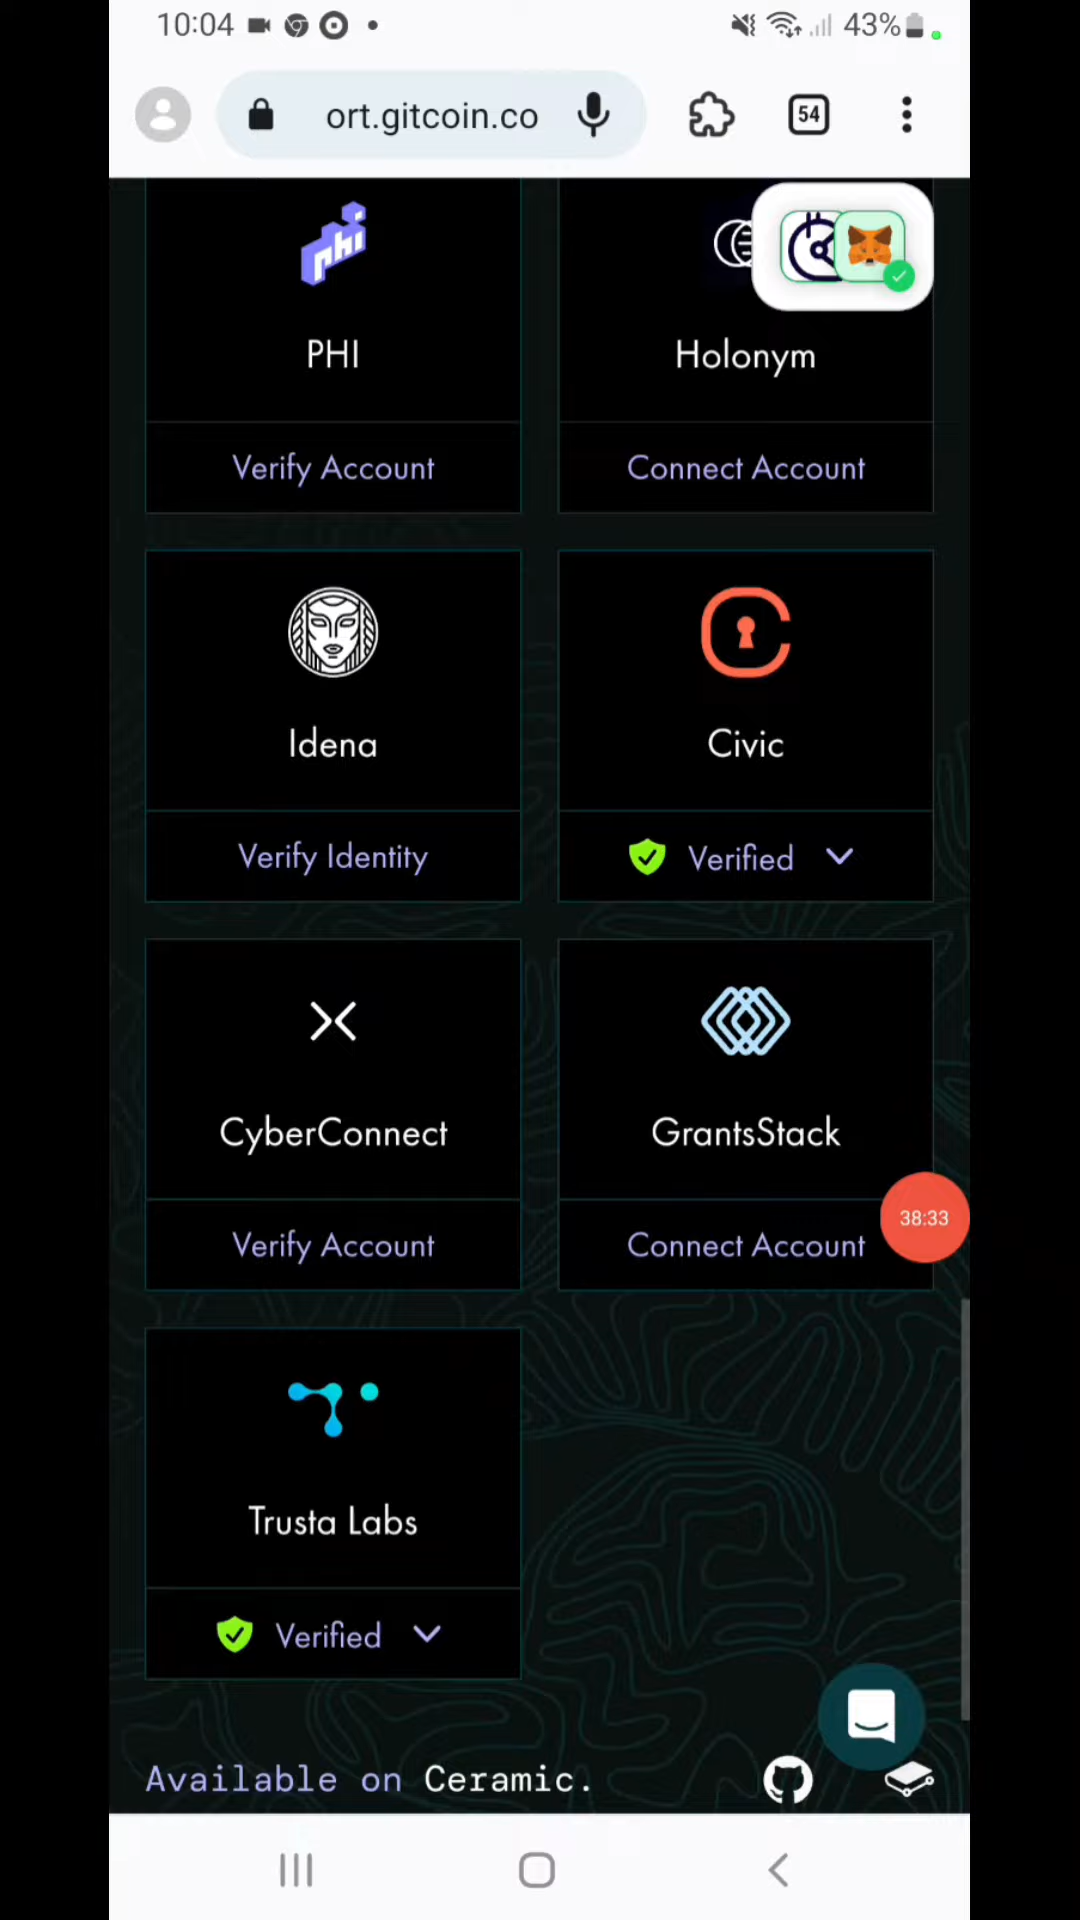 10:04
43%
ort.gitcoin.co
54
phi
PHI
Holonym
Verify Account
Connect Account
Idena
Civic
Verify Identity
Verified
CyberConnect
GrantsStack
38:33
Verify Account
Connect Account
Trusta Labs
Verified
Available on Ceramic.